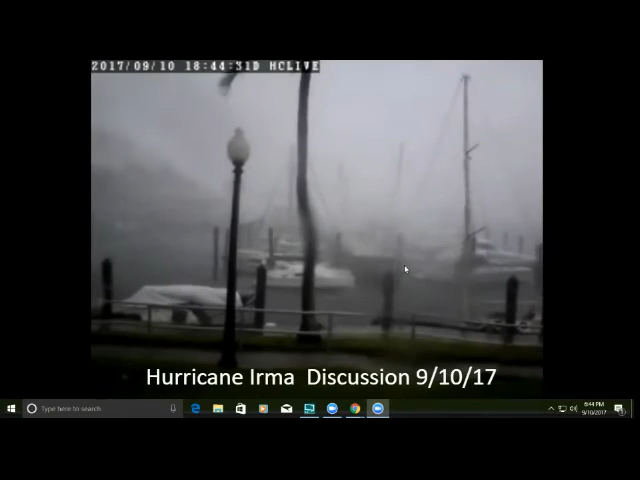 2017/09/10 18:44:31D HCLIVE
Hurricane Irma  Discussion 9/10/17
Type here to search
6:44 PM
9/10/2017